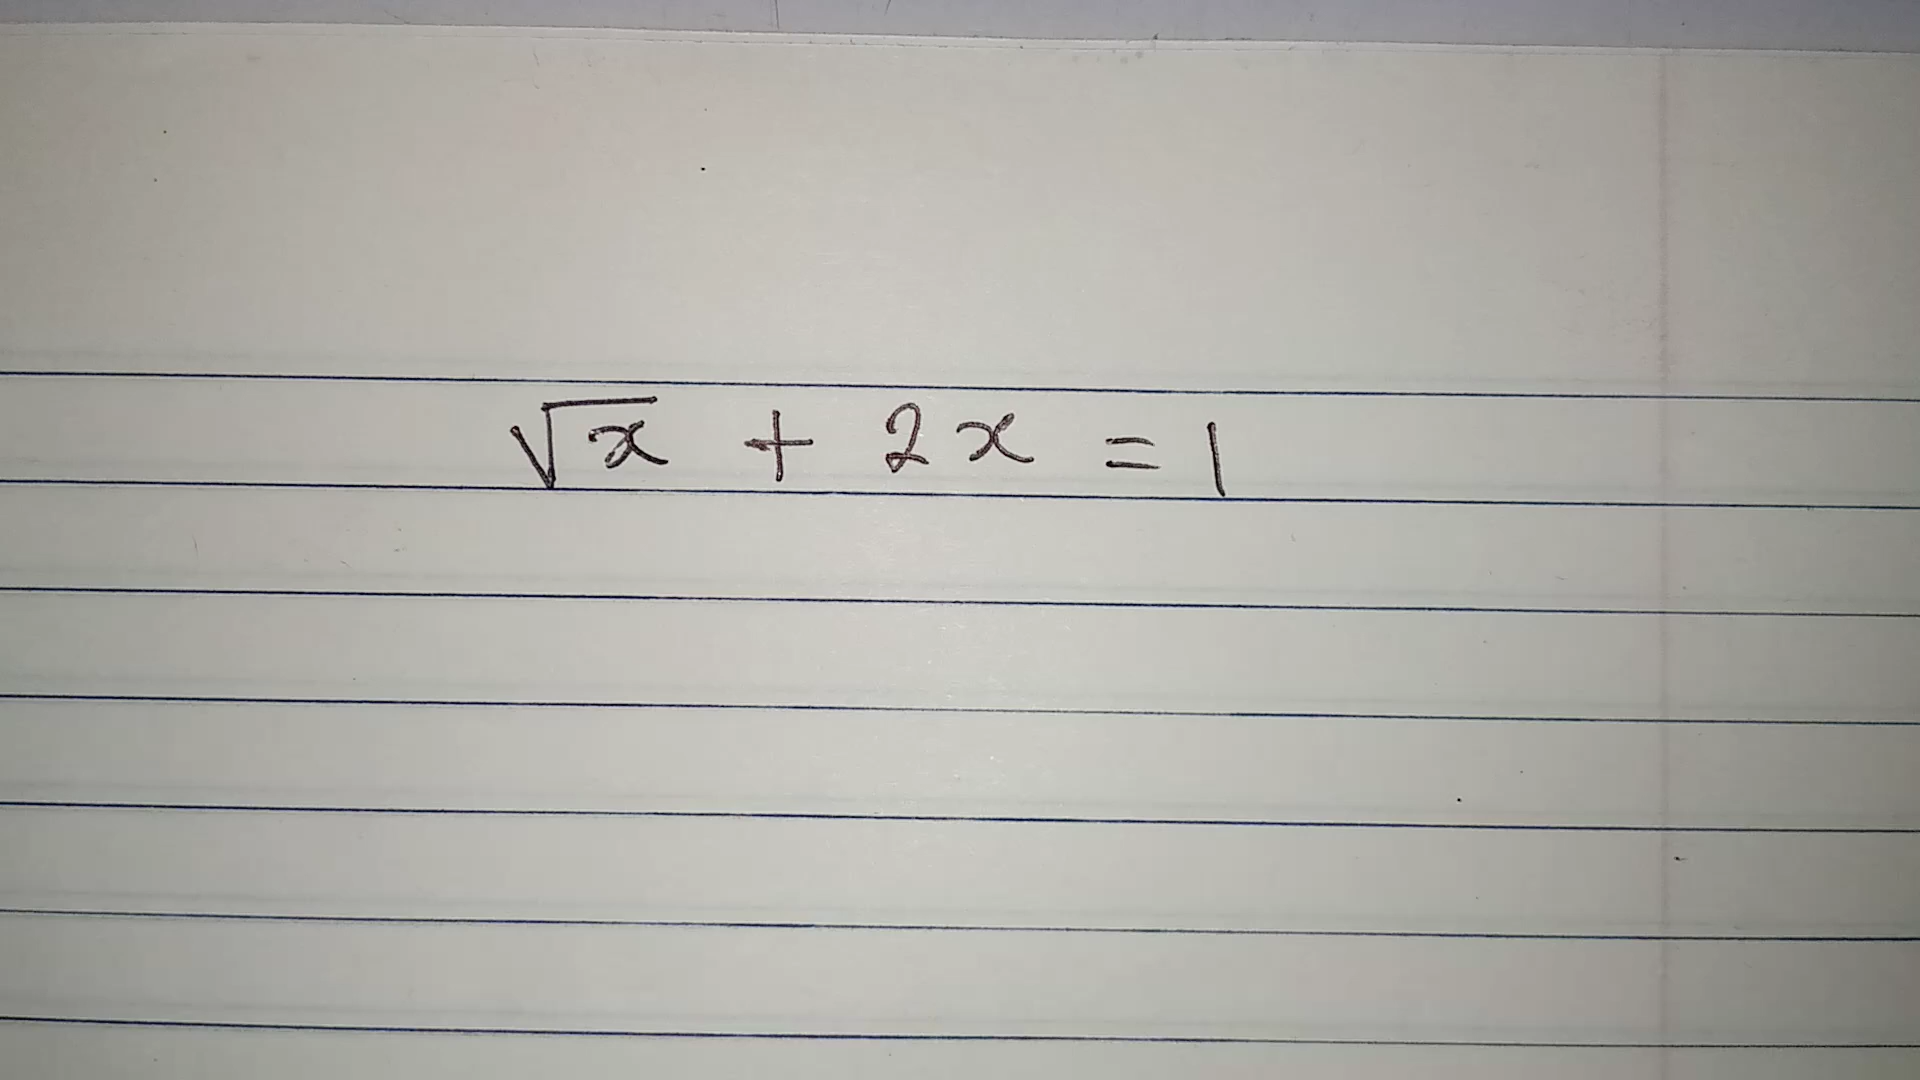 √x + 2x = 1